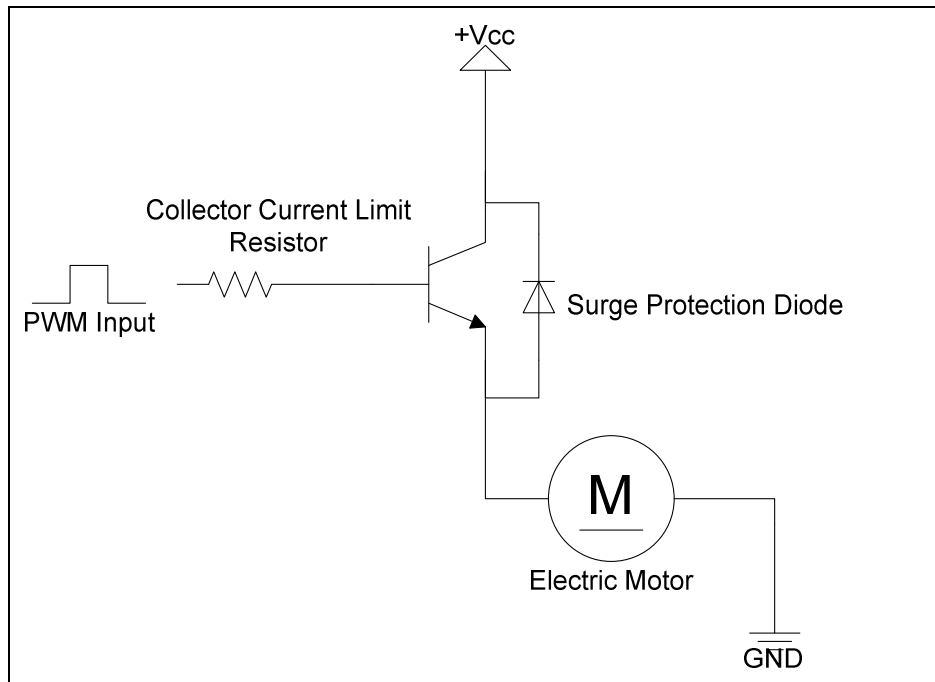 +Vcc
Collector Current Limit
Resistor
PWM Input
Surge Protection Diode
M
Electric Motor
GND